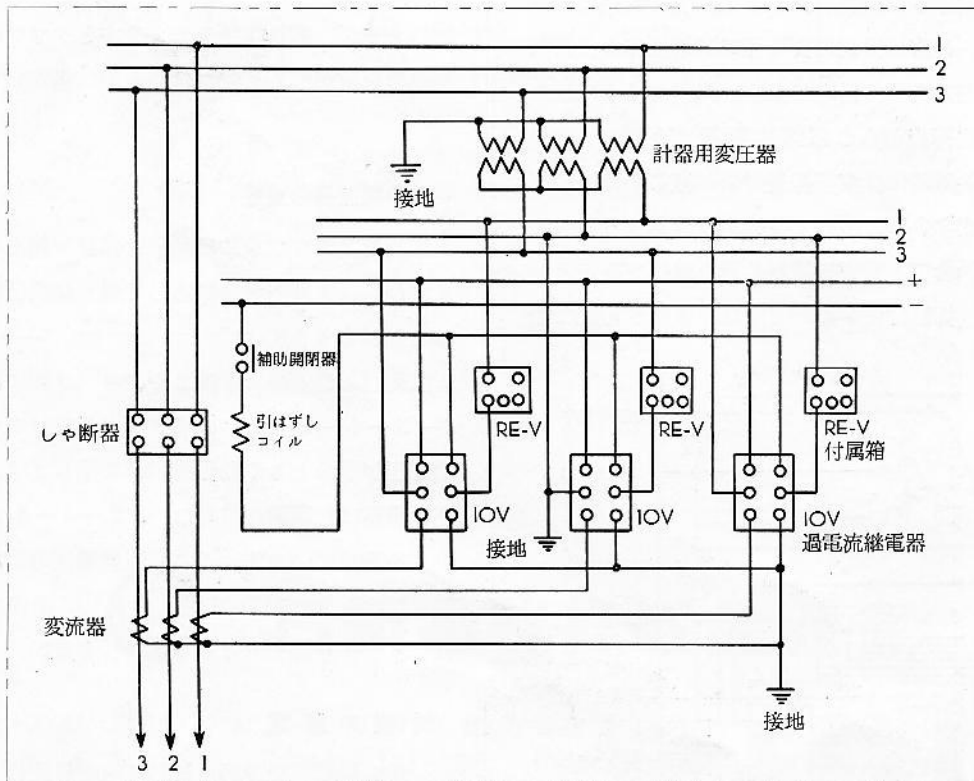 1
2
3
計器用変圧器
接地
1
2
3
+
−
補助開閉器
引はずし
コイル
しゃ断器
RE-V
RE-V
RE-V
付属箱
IOV
IOV
IOV
過電流継電器
接地
変流器
接地
3 2 1